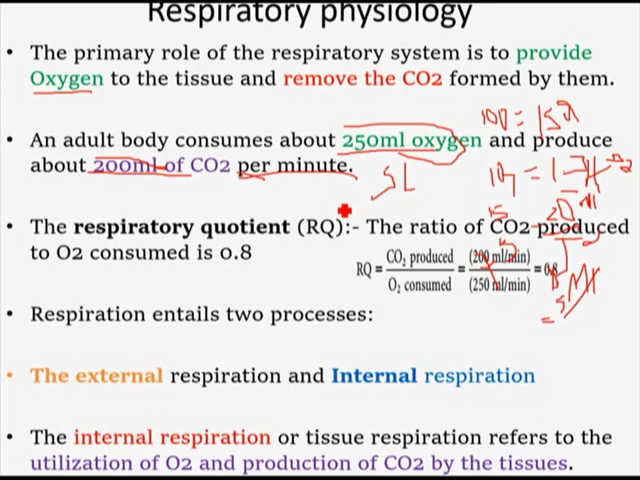 Respiratory physiology
• The primary role of the respiratory system is to provide
Oxygen to the tissue and remove the CO2 formed by them.
• An adult body consumes about 250ml oxygen and produce
about 200ml of CO2 per minute.
• The respiratory quotient (RQ):- The ratio of CO2 produced
to O2 consumed is 0.8
RQ = CO₂ produced / O₂ consumed = (200 ml/min) / (250 ml/min) = 0.8
• Respiration entails two processes:
• The external respiration and Internal respiration
• The internal respiration or tissue respiration refers to the
utilization of O2 and production of CO2 by the tissues.
5L
100 =